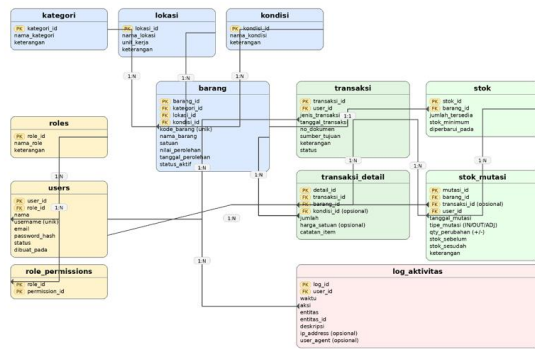 kategori
PK kategori_id
nama_kategori
keterangan
lokasi
PK lokasi_id
nama_lokasi
unit_kerja
keterangan
kondisi
PK kondisi_id
nama_kondisi
keterangan
1:N
1:N
1:N
barang
PK barang_id
FK kategori_id
FK lokasi_id
FK kondisi_id
kode_barang (unik)
nama_barang
satuan
nilai_perolehan
tanggal_perolehan
status_aktif
transaksi
PK transaksi_id
FK user_id
jenis_transaksi
tanggal_transaksi
no_dokumen
sumber_tujuan
keterangan
status
1:1
stok
PK stok_id
FK barang_id
jumlah_tersedia
stok_minimum
diperbarui_pada
roles
PK role_id
nama_role
keterangan
1:N
1:N
1:N
1:N
users
PK user_id
FK role_id
nama
username (unik)
email
password_hash
status
dibuat_pada
1:N
1:N
transaksi_detail
PK detail_id
FK transaksi_id
FK barang_id
FK kondisi_id (opsional)
jumlah
harga_satuan (opsional)
catatan_item
stok_mutasi
PK mutasi_id
FK barang_id
FK transaksi_id (opsional)
FK user_id
tanggal_mutasi
tipe_mutasi (IN/OUT/ADJ)
qty_perubahan (+/-)
stok_sebelum
stok_sesudah
keterangan
1:N
role_permissions
FK role_id
FK permission_id
log_aktivitas
PK log_id
FK user_id
waktu
aksi
entitas
entitas_id
deskripsi
ip_address (opsional)
user_agent (opsional)